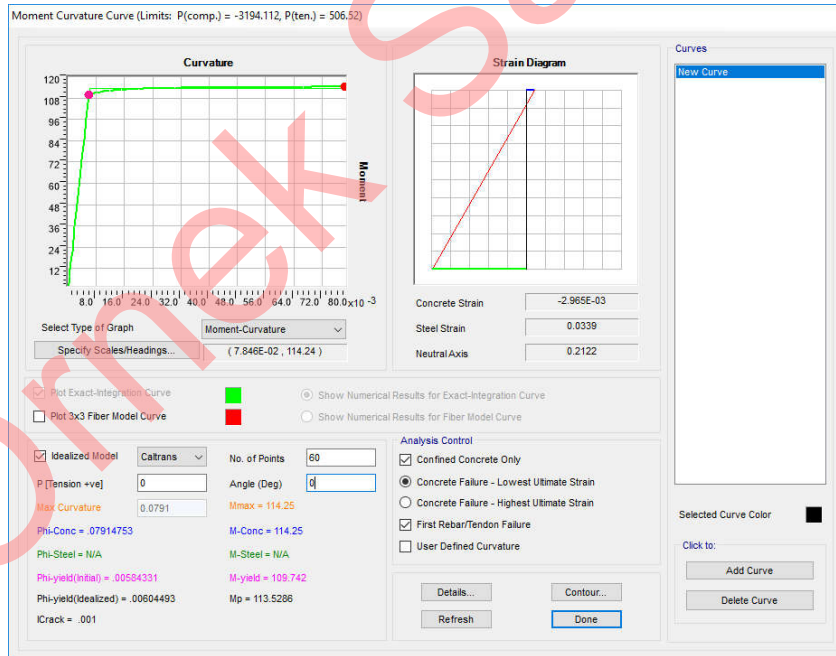 Moment Curvature Curve (Limits: P(comp.) = -3194.112, P(ten.) = 506.52)
Curvature
120
108
96
84
72
60
48
36
24
12
Moment
8.0 16.0 24.0 32.0 40.0 48.0 56.0 64.0 72.0 80.0 x10 -3
Select Type of Graph
Moment-Curvature
Specify Scales/Headings...
( 7.846E-02 , 114.24 )
Strain Diagram
Concrete Strain
-2.965E-03
Steel Strain
0.0339
Neutral Axis
0.2122
Curves
New Curve
Plot Exact-Integration Curve
Show Numerical Results for Exact-Integration Curve
Plot 3x3 Fiber Model Curve
Show Numerical Results for Fiber Model Curve
Idealized Model
Caltrans
No. of Points
60
P [Tension +ve]
0
Angle (Deg)
0
Max Curvature
0.0791
Mmax = 114.25
Phi-Conc = .07914753
M-Conc = 114.25
Phi-Steel = N/A
M-Steel = N/A
Phi-yield(Initial) = .00584331
M-yield = 109.742
Phi-yield(Idealized) = .00604493
Mp = 113.5286
ICrack = .001
Analysis Control
Confined Concrete Only
Concrete Failure - Lowest Ultimate Strain
Concrete Failure - Highest Ultimate Strain
First Rebar/Tendon Failure
User Defined Curvature
Details...
Contour...
Refresh
Done
Selected Curve Color
Click to:
Add Curve
Delete Curve